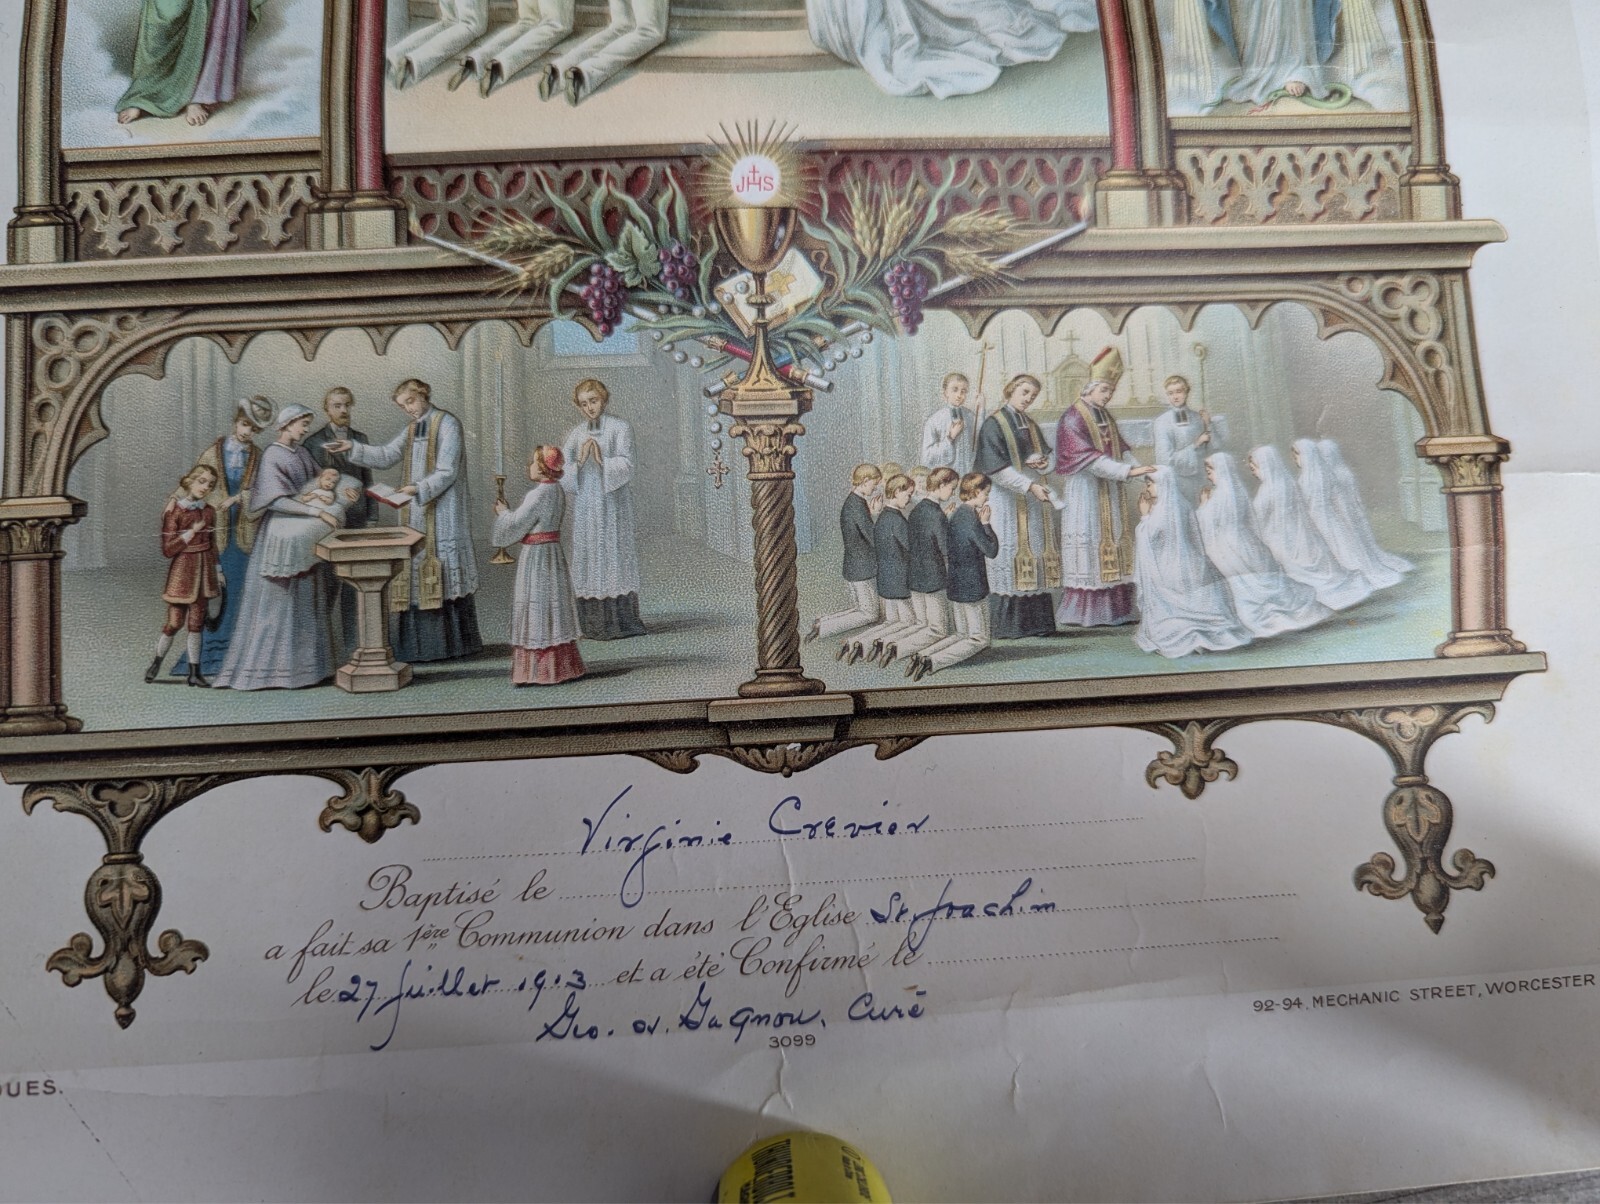 JHS
Virginie Crevier
Baptisé le
a fait sa 1ère Communion dans l'Eglise St. Joachim
le 27 Juillet 1913 et a été Confirmé le
Geo. A. Gagnon, Curé
3099
92-94, MECHANIC STREET, WORCESTER
QUES.